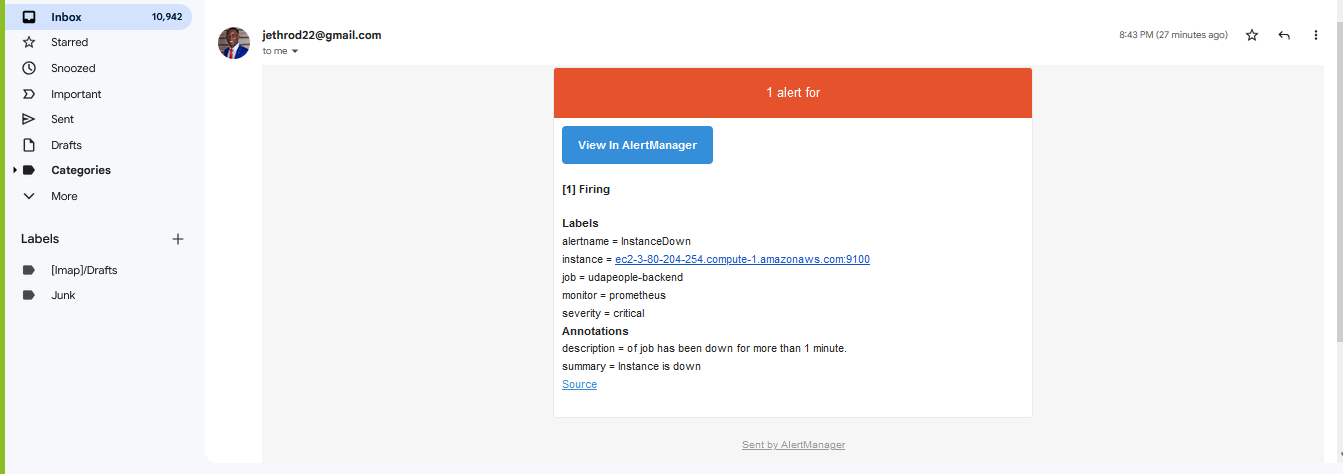 Inbox 10,942
Starred
Snoozed
Important
Sent
Drafts
Categories
More
Labels
[Imap]/Drafts
Junk
jethrod22@gmail.com 8:43 PM (27 minutes ago)
to me
1 alert for
View In AlertManager
[1] Firing
Labels
alertname = InstanceDown
instance = ec2-3-80-204-254.compute-1.amazonaws.com:9100
job = udapeople-backend
monitor = prometheus
severity = critical
Annotations
description = of job has been down for more than 1 minute.
summary = Instance is down
Source
Sent by AlertManager